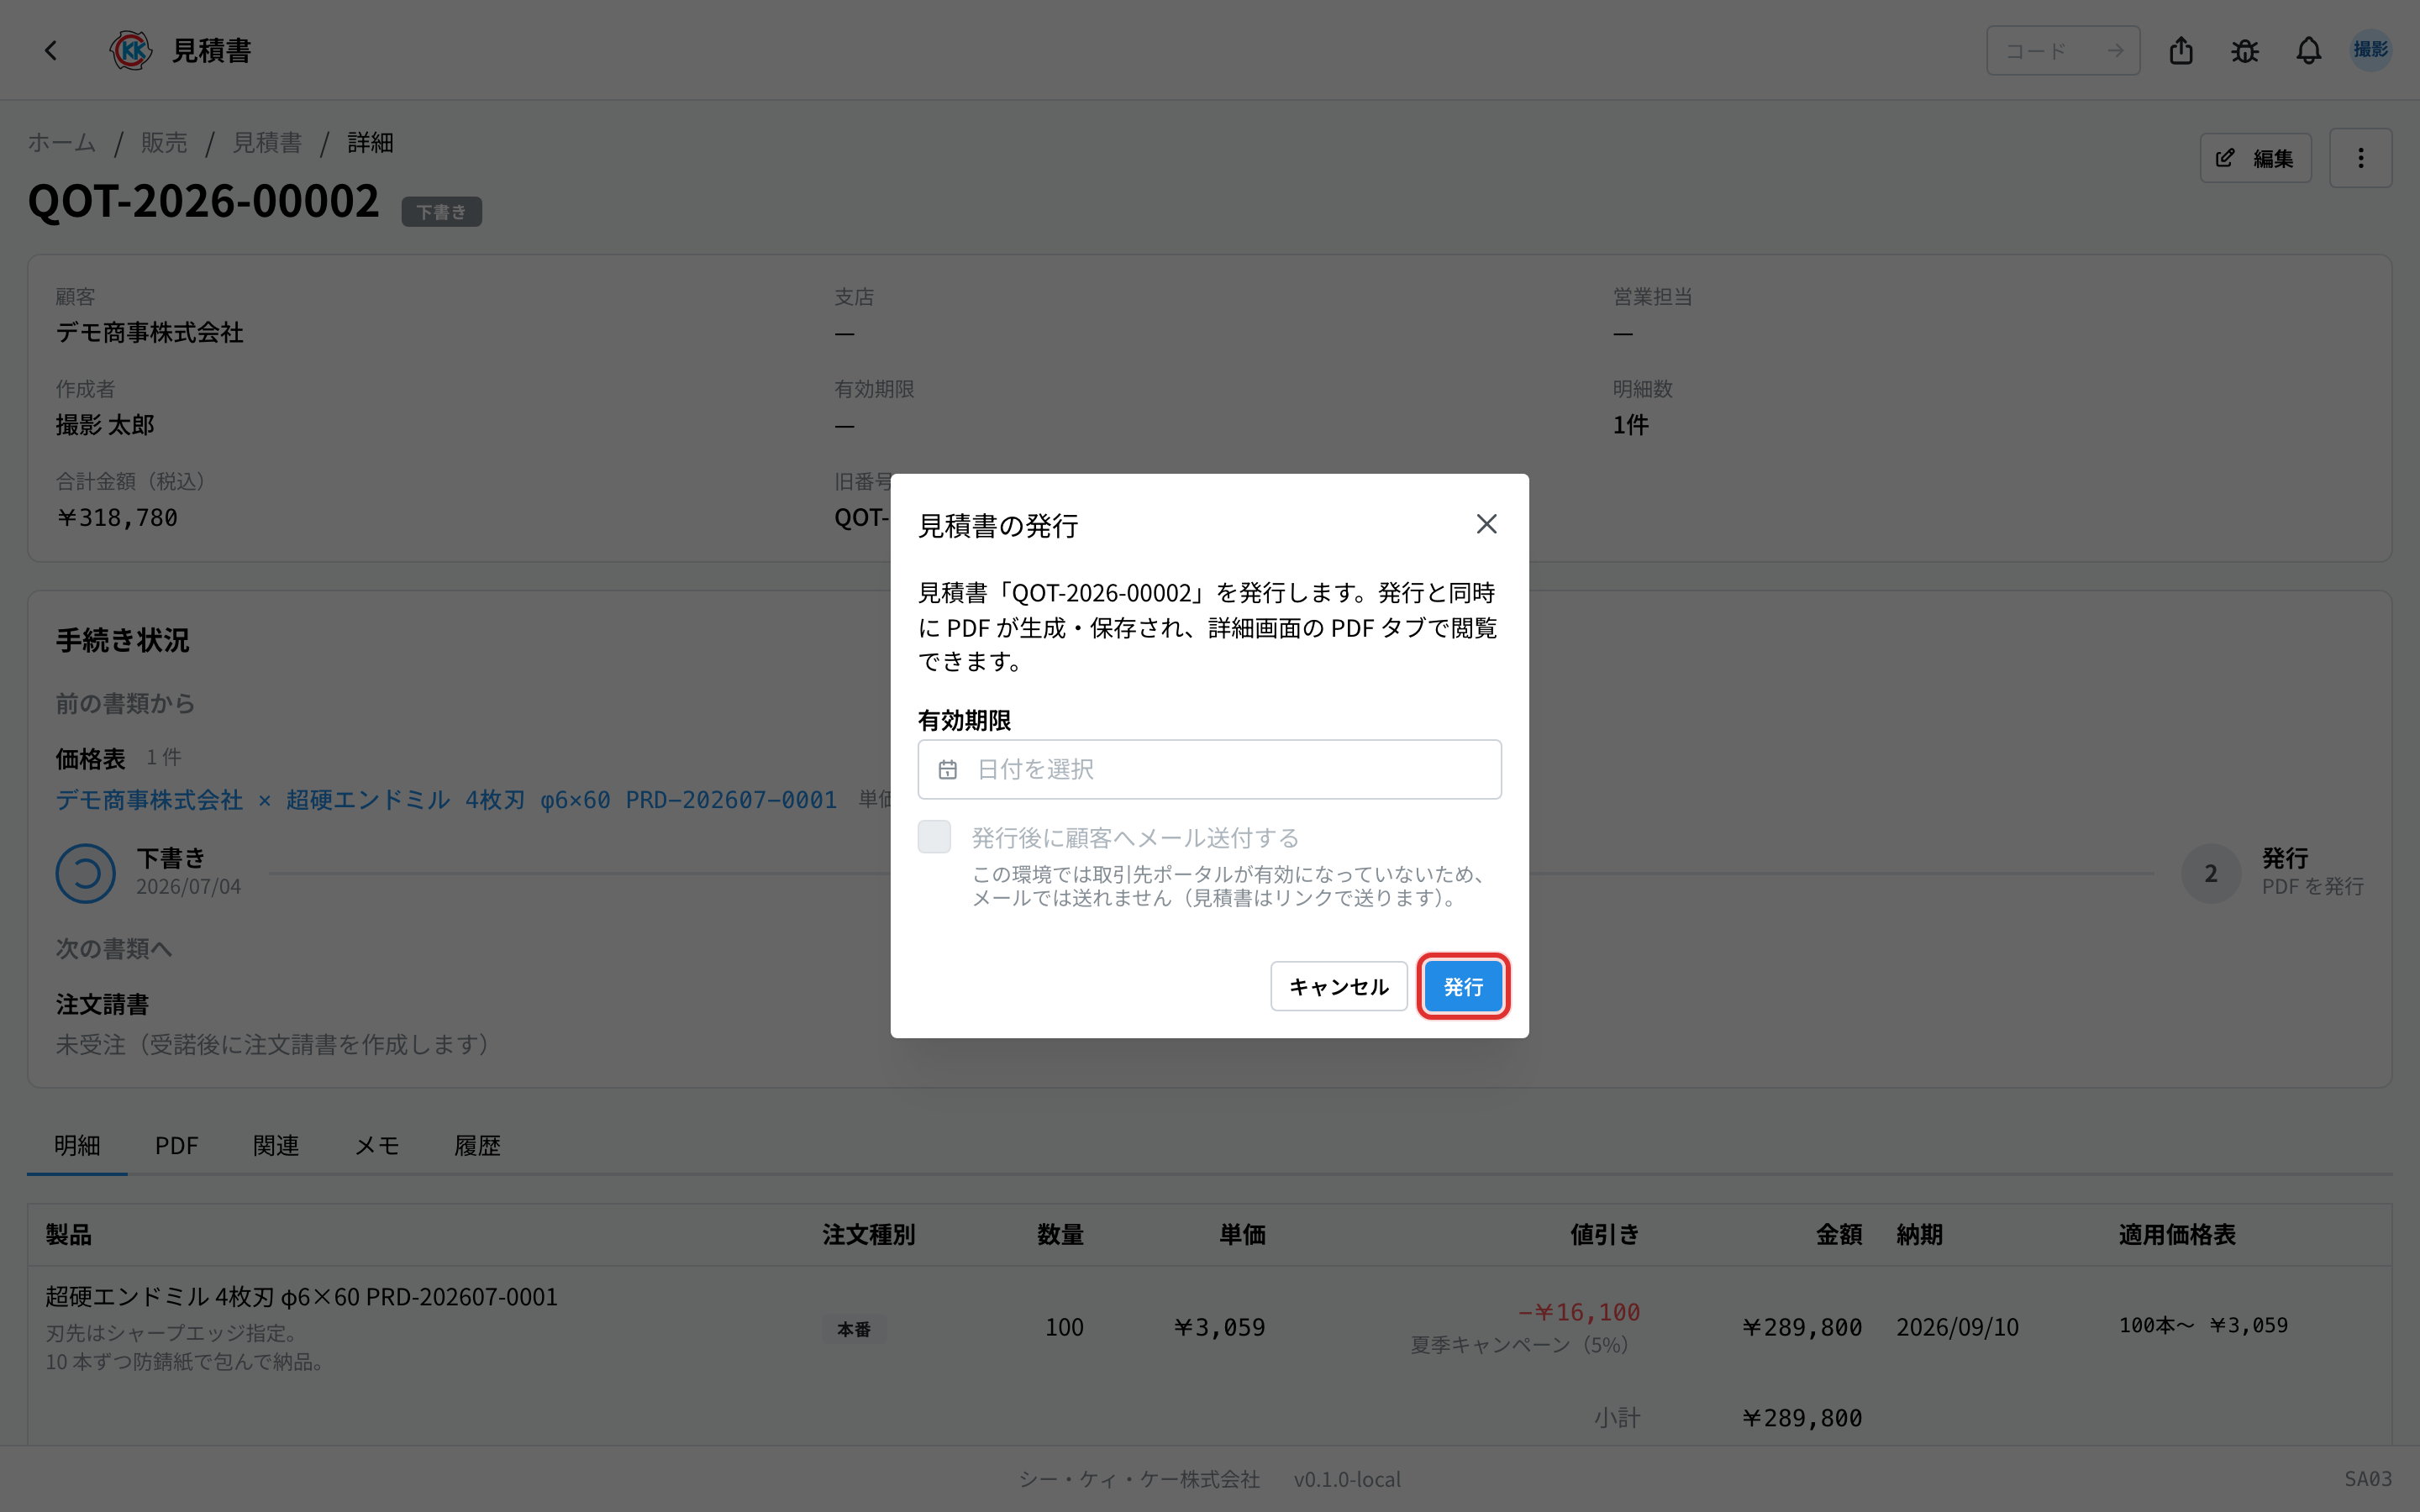 見積書
コード
撮影
ホーム / 販売 / 見積書 / 詳細
編集
QOT-2026-00002
下書き
顧客
デモ商事株式会社
支店
—
営業担当
—
作成者
撮影 太郎
有効期限
—
明細数
1件
合計金額（税込）
¥318,780
旧番号
QOT-
手続き状況
前の書類から
価格表 1 件
デモ商事株式会社 × 超硬エンドミル 4枚刃 φ6×60 PRD-202607-0001 単価
下書き
2026/07/04
2
発行
PDF を発行
次の書類へ
注文請書
未受注（受諾後に注文請書を作成します）
見積書の発行
見積書「QOT-2026-00002」を発行します。発行と同時
に PDF が生成・保存され、詳細画面の PDF タブで閲覧
できます。
有効期限
日付を選択
発行後に顧客へメール送付する
この環境では取引先ポータルが有効になっていないため、
メールでは送れません（見積書はリンクで送ります）。
キャンセル
発行
明細 PDF 関連 メモ 履歴
製品 注文種別 数量 単価 値引き 金額 納期 適用価格表
超硬エンドミル 4枚刃 φ6×60 PRD-202607-0001
刃先はシャープエッジ指定。
10 本ずつ防錆紙で包んで納品。
本番
100
¥3,059
-¥16,100
夏季キャンペーン（5%）
¥289,800
2026/09/10
100本〜 ¥3,059
小計 ¥289,800
シー・ケィ・ケー株式会社 v0.1.0-local
SA03